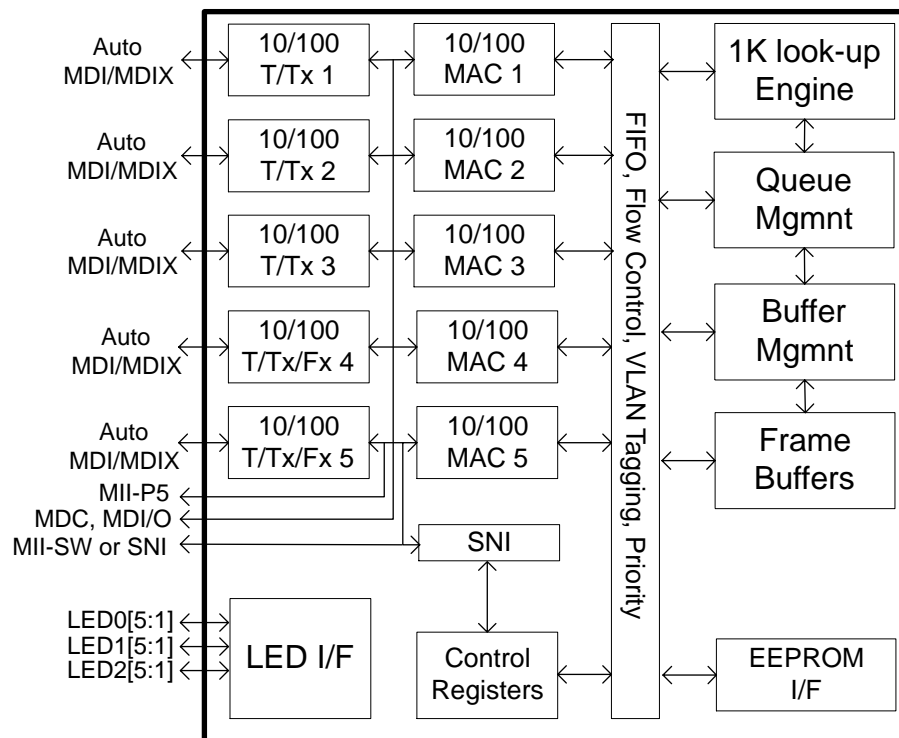 Auto
MDI/MDIX
10/100
T/Tx 1
10/100
MAC 1
1K look-up
Engine
Auto
MDI/MDIX
10/100
T/Tx 2
10/100
MAC 2
Queue
Mgmnt
Auto
MDI/MDIX
10/100
T/Tx 3
10/100
MAC 3
Auto
MDI/MDIX
10/100
T/Tx/Fx 4
10/100
MAC 4
Buffer
Mgmnt
Auto
MDI/MDIX
10/100
T/Tx/Fx 5
10/100
MAC 5
Frame
Buffers
FIFO, Flow Control, VLAN Tagging, Priority
MII-P5
MDC, MDI/O
MII-SW or SNI
SNI
LED0[5:1]
LED1[5:1]
LED2[5:1]
LED I/F
Control
Registers
EEPROM
I/F